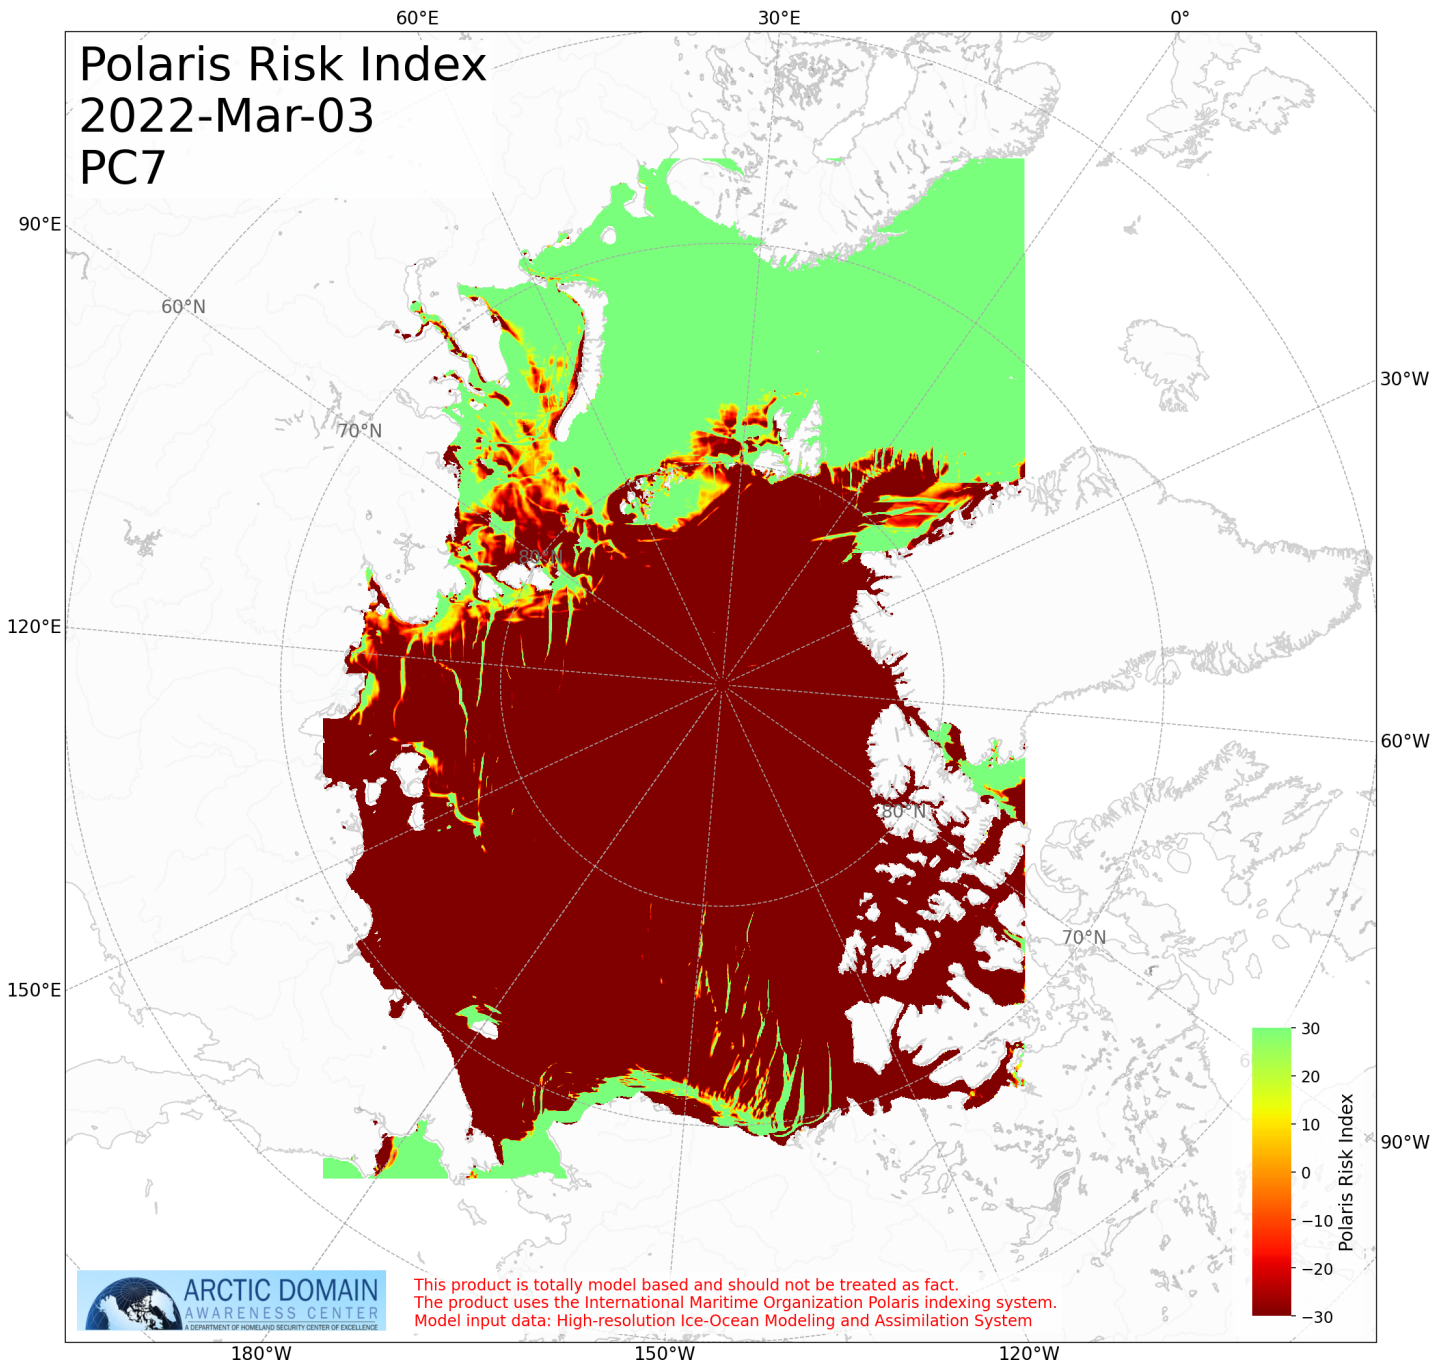 60°E 30°E 0°
Polaris Risk Index
2022-Mar-03
PC7
90°E
60°N
30°W
70°N
80°N
120°E
60°W
80°N
70°N
150°E
30
20
10
0
−10
−20
−30
Polaris Risk Index
90°W
ARCTIC DOMAIN
AWARENESS CENTER
A DEPARTMENT OF HOMELAND SECURITY CENTER OF EXCELLENCE
This product is totally model based and should not be treated as fact.
The product uses the International Maritime Organization Polaris indexing system.
Model input data: High-resolution Ice-Ocean Modeling and Assimilation System
180°W 150°W 120°W